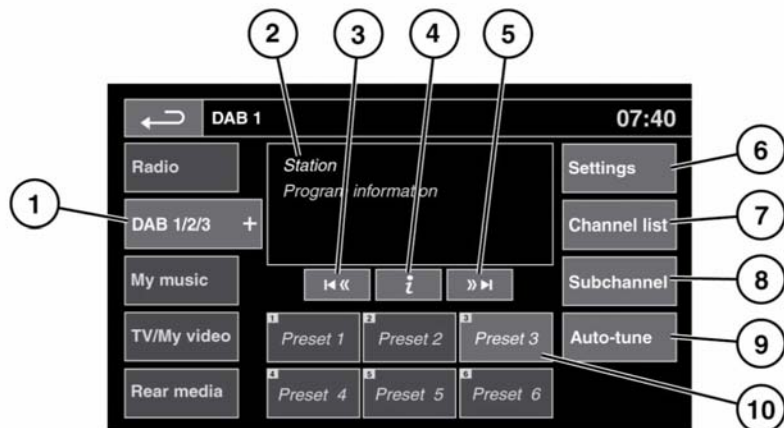 2 3 4 5
DAB 1 07:40
Radio
Station
Program information
Settings
6
1
DAB 1/2/3 +
Channel list
7
My music
i
Subchannel
8
TV/My video
1 Preset 1
2 Preset 2
3 Preset 3
Auto-tune
9
Rear media
4 Preset 4
5 Preset 5
6 Preset 6
10